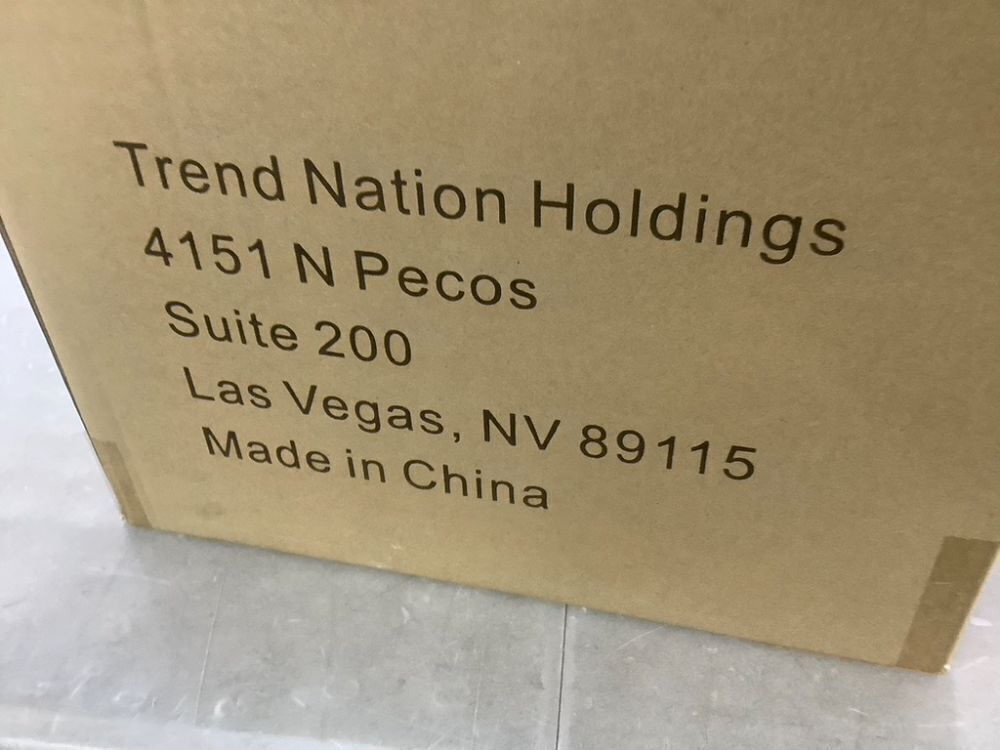 Trend Nation Holdings
4151 N Pecos
Suite 200
Las Vegas, NV 89115
Made in China